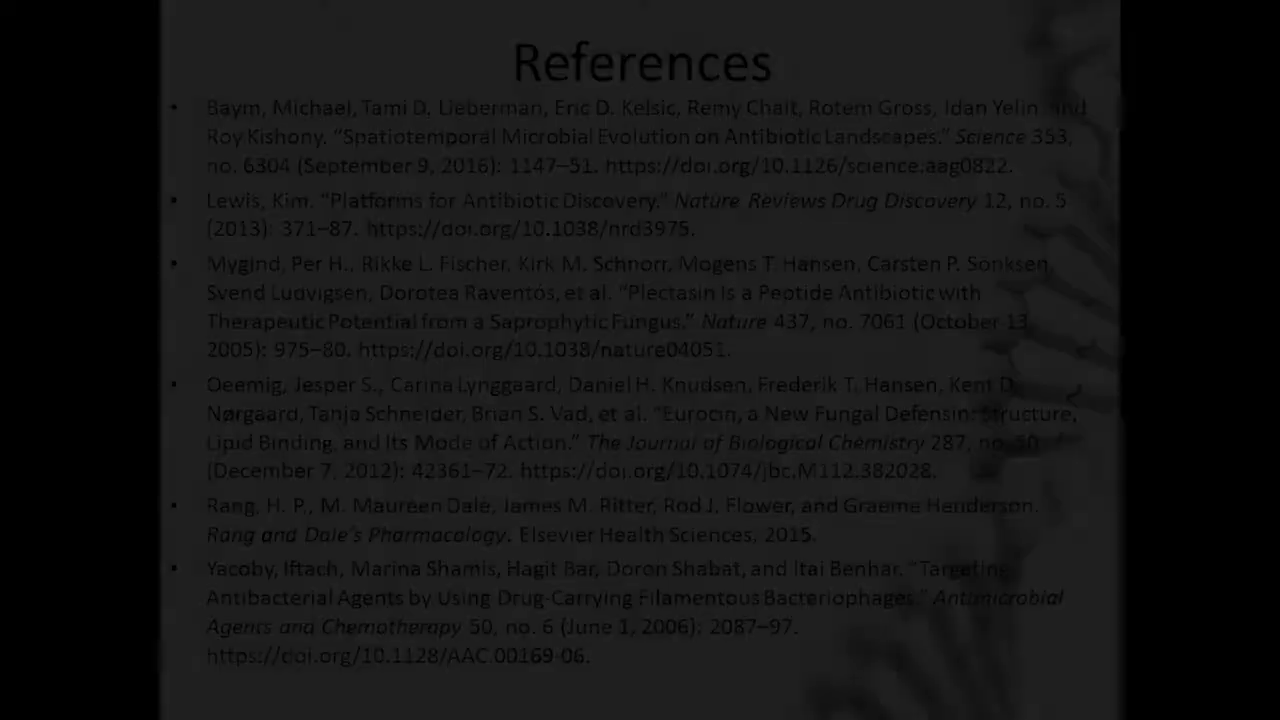 References
• Baym, Michael, Tami D. Lieberman, Eric D. Kelsic, Remy Chait, Rotem Gross, Idan Yelin, and
Roy Kishony. “Spatiotemporal Microbial Evolution on Antibiotic Landscapes.” Science 353,
no. 6304 (September 9, 2016): 1147–51. https://doi.org/10.1126/science.aag0822.
• Lewis, Kim. “Platforms for Antibiotic Discovery.” Nature Reviews Drug Discovery 12, no. 5
(2013): 371–87. https://doi.org/10.1038/nrd3975.
• Mygind, Per H., Rikke L. Fischer, Kirk M. Schnorr, Mogens T. Hansen, Carsten P. Sönksen,
Svend Ludvigsen, Dorotea Raventós, et al. “Plectasin Is a Peptide Antibiotic with
Therapeutic Potential from a Saprophytic Fungus.” Nature 437, no. 7061 (October 13,
2005): 975–80. https://doi.org/10.1038/nature04051.
• Oeemig, Jesper S., Carina Lynggaard, Daniel H. Knudsen, Frederik T. Hansen, Kent D.
Nørgaard, Tanja Schneider, Brian S. Vad, et al. “Eurocin, a New Fungal Defensin: Structure,
Lipid Binding, and Its Mode of Action.” The Journal of Biological Chemistry 287, no. 50
(December 7, 2012): 42361–72. https://doi.org/10.1074/jbc.M112.382028.
• Rang, H. P., M. Maureen Dale, James M. Ritter, Rod J. Flower, and Graeme Henderson.
Rang and Dale’s Pharmacology. Elsevier Health Sciences, 2015.
• Yacoby, Iftach, Marina Shamis, Hagit Bar, Doron Shabat, and Itai Benhar. “Targeting
Antibacterial Agents by Using Drug-Carrying Filamentous Bacteriophages.” Antimicrobial
Agents and Chemotherapy 50, no. 6 (June 1, 2006): 2087–97.
https://doi.org/10.1128/AAC.00169-06.